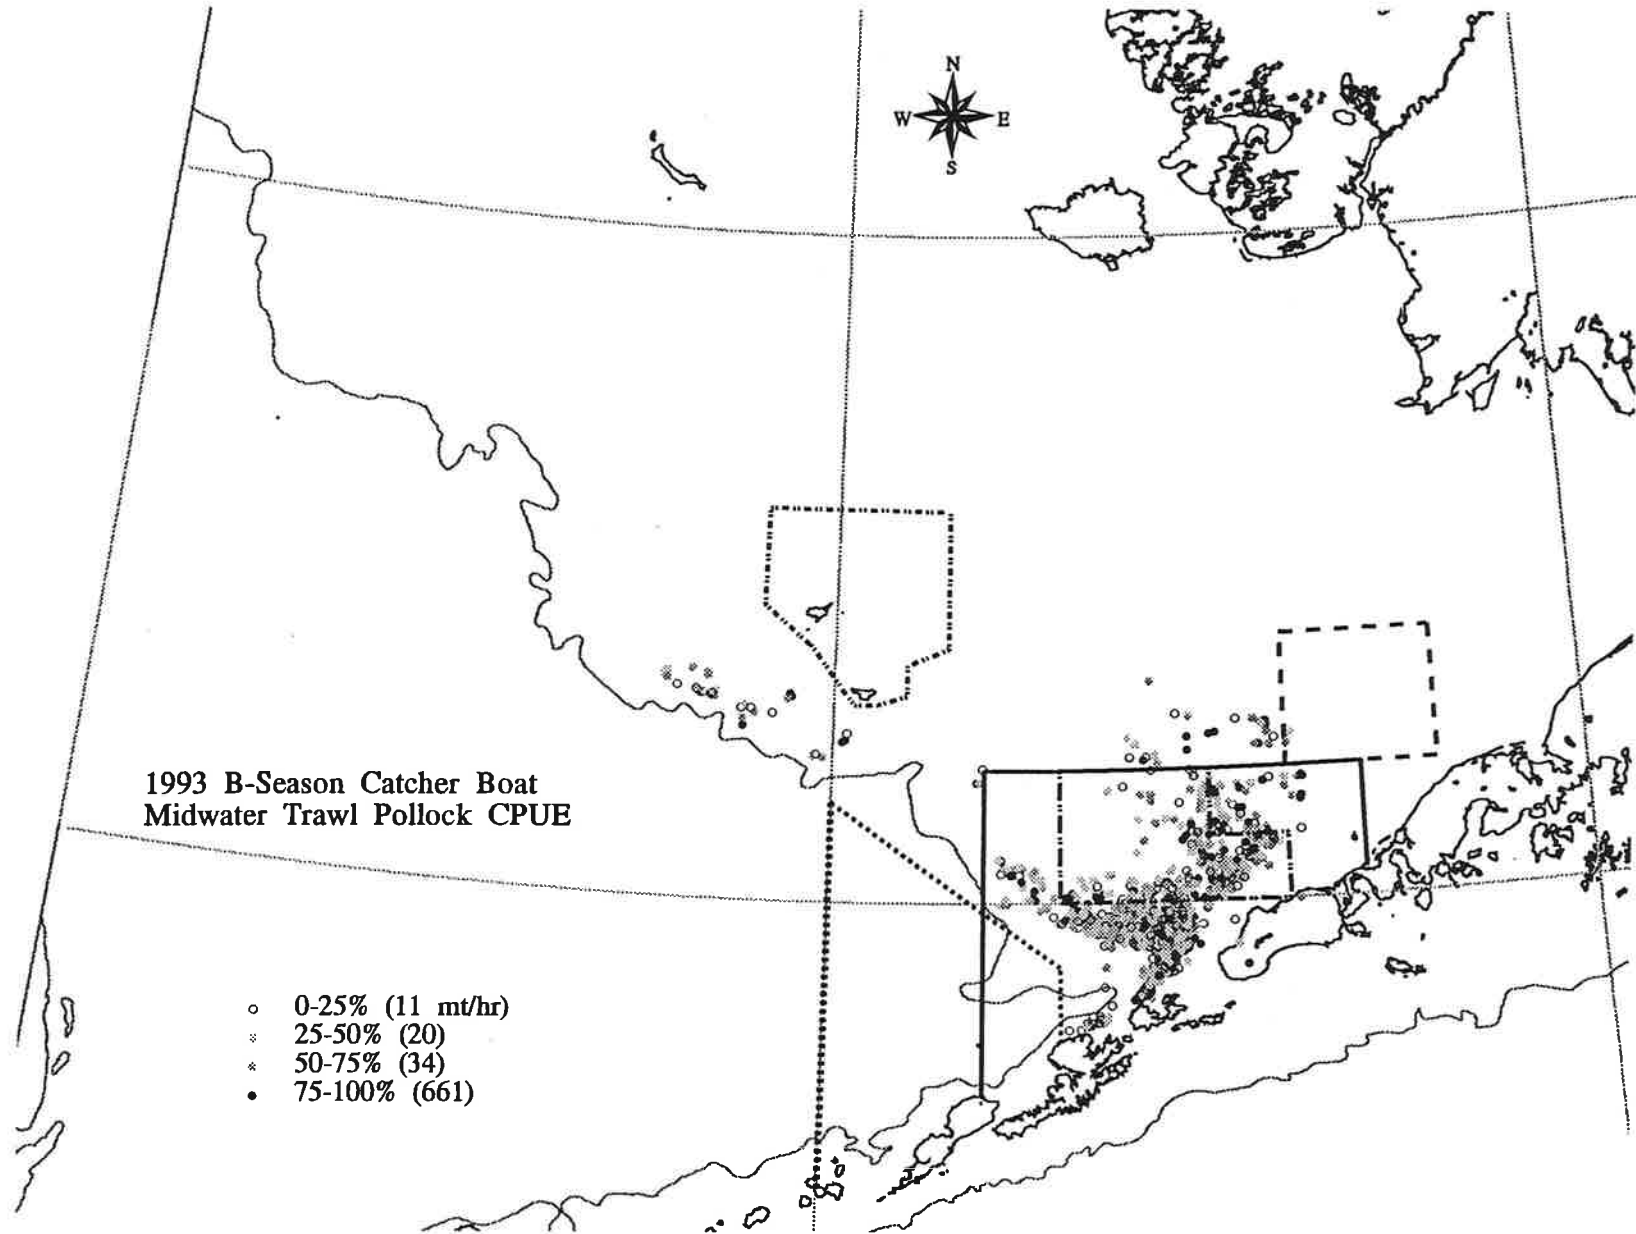 N
W E
S
1993 B-Season Catcher Boat
Midwater Trawl Pollock CPUE
0-25% (11 mt/hr)
25-50% (20)
50-75% (34)
75-100% (661)